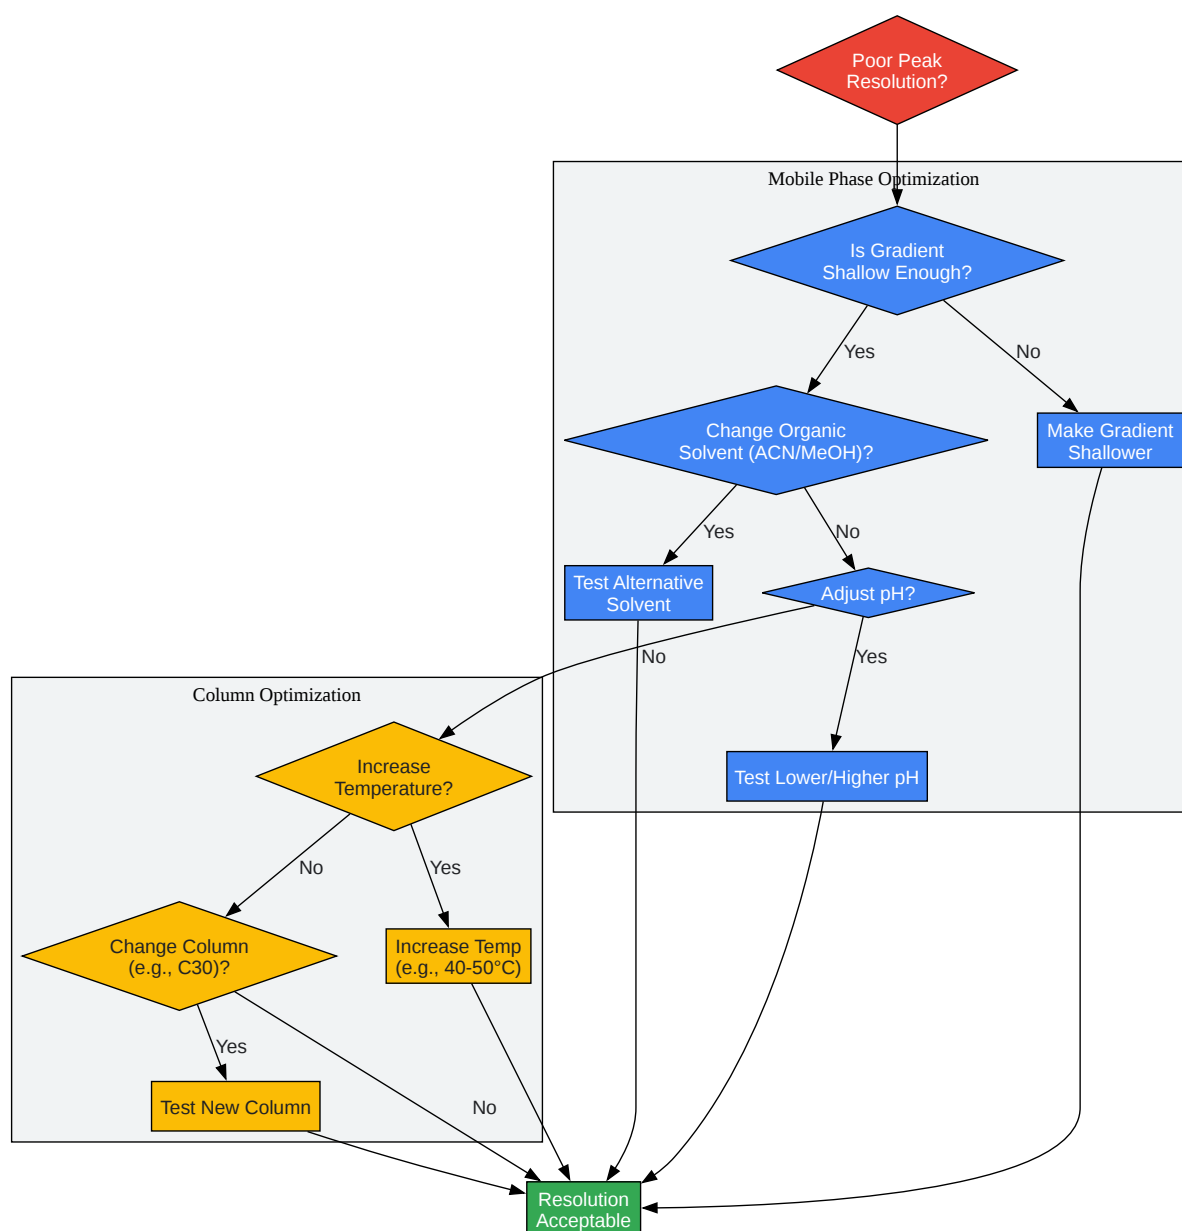 Poor Peak
Resolution?
Mobile Phase Optimization
Is Gradient
Shallow Enough?
Yes
No
Change Organic
Solvent (ACN/MeOH)?
Make Gradient
Shallower
Yes
No
Test Alternative
Solvent
Adjust pH?
No
Yes
Column Optimization
Increase
Temperature?
Test Lower/Higher pH
No
Yes
Change Column
(e.g., C30)?
Increase Temp
(e.g., 40-50°C)
Yes
Test New Column
No
Resolution
Acceptable